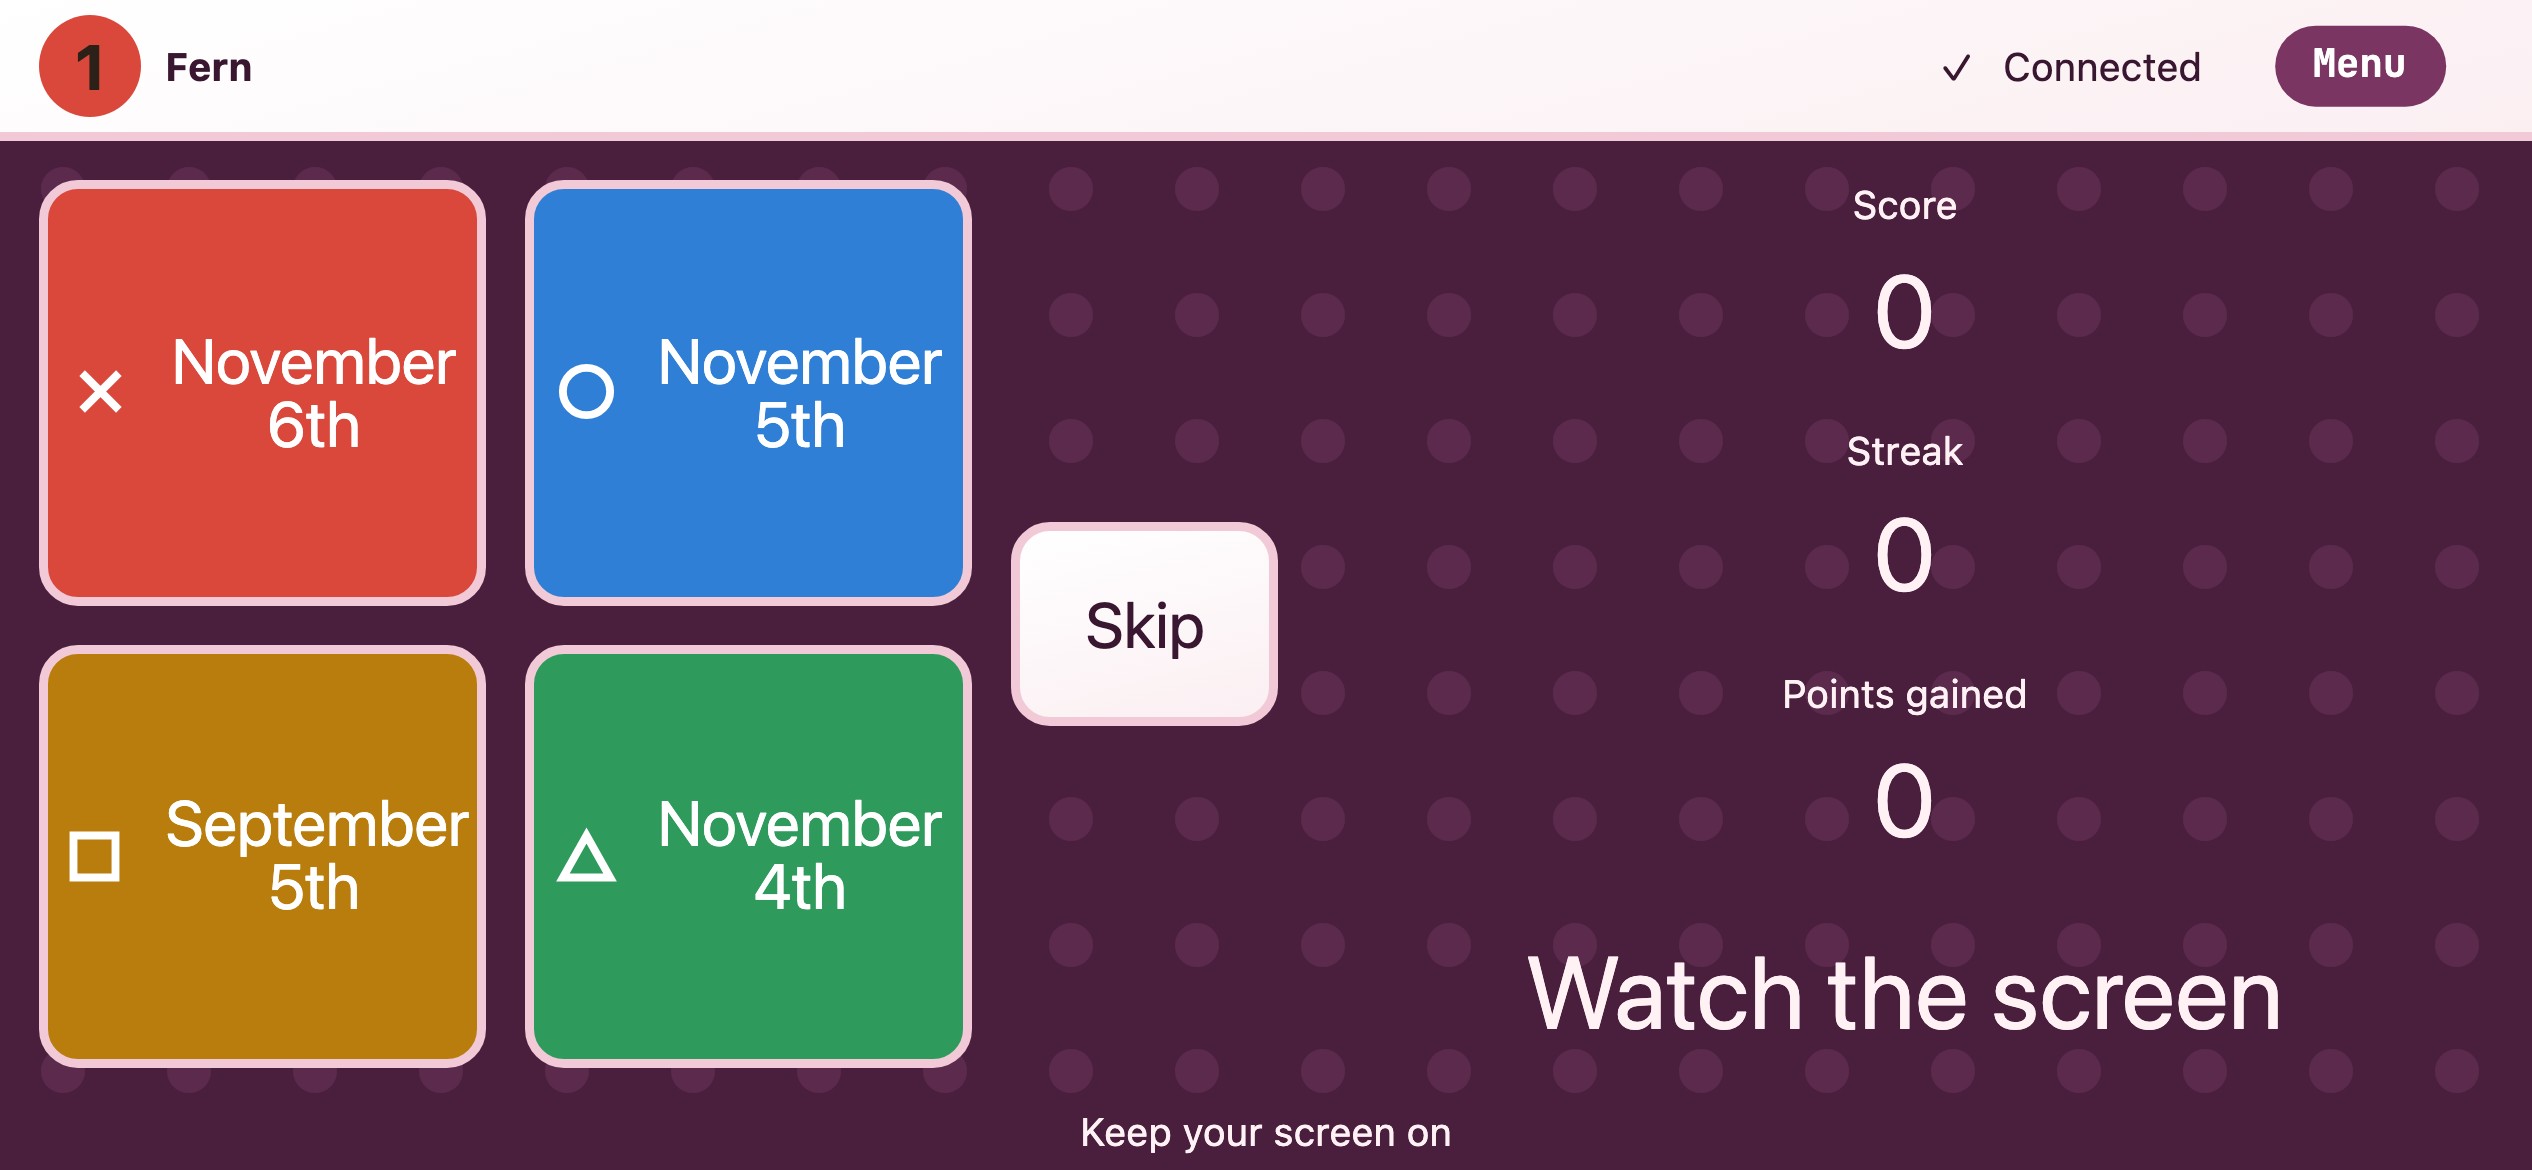 1
Fern
✓ Connected
Menu
November
6th
November
5th
September
5th
November
4th
Skip
Score
0
Streak
0
Points gained
0
Watch the screen
Keep your screen on